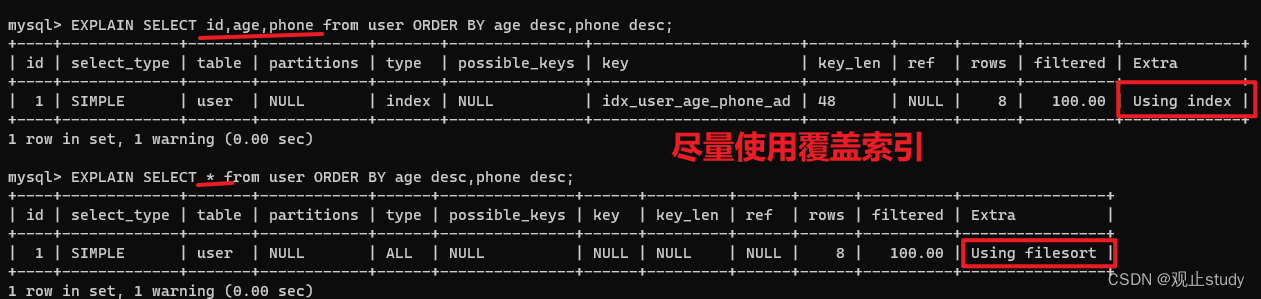 mysql> EXPLAIN SELECT id,age,phone from user ORDER BY age desc,phone desc;
+----+-------------+-------+------------+-------+---------------+-----------------------+---------+------+------+----------+-------------+
| id | select_type | table | partitions | type | possible_keys | key | key_len | ref | rows | filtered | Extra |
+----+-------------+-------+------------+-------+---------------+-----------------------+---------+------+------+----------+-------------+
| 1 | SIMPLE | user | NULL | index | NULL | idx_user_age_phone_ad | 48 | NULL | 8 | 100.00 | Using index |
+----+-------------+-------+------------+-------+---------------+-----------------------+---------+------+------+----------+-------------+
1 row in set, 1 warning (0.00 sec)
尽量使用覆盖索引
mysql> EXPLAIN SELECT * from user ORDER BY age desc,phone desc;
+----+-------------+-------+------------+------+---------------+------+---------+------+------+----------+----------------+
| id | select_type | table | partitions | type | possible_keys | key | key_len | ref | rows | filtered | Extra |
+----+-------------+-------+------------+------+---------------+------+---------+------+------+----------+----------------+
| 1 | SIMPLE | user | NULL | ALL | NULL | NULL | NULL | NULL | 8 | 100.00 | Using filesort |
+----+-------------+-------+------------+------+---------------+------+---------+------+------+----------+----------------+
1 row in set, 1 warning (0.00 sec)
CSDN @观止study